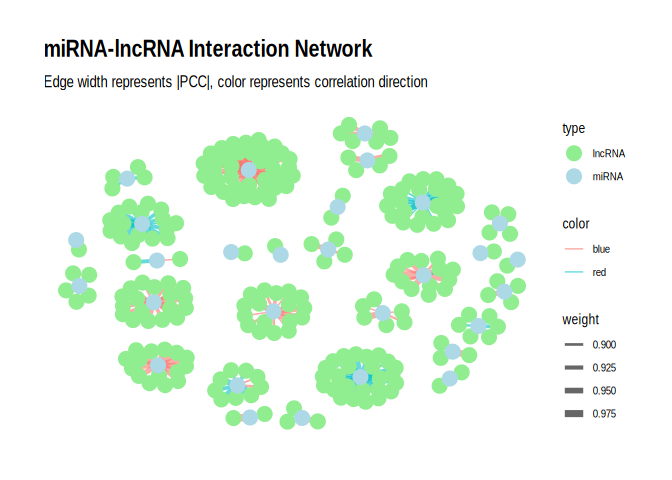 miRNA-lncRNA Interaction Network
Edge width represents |PCC|, color represents correlation direction
type
lncRNA
miRNA
color
blue
red
weight
0.900
0.925
0.950
0.975